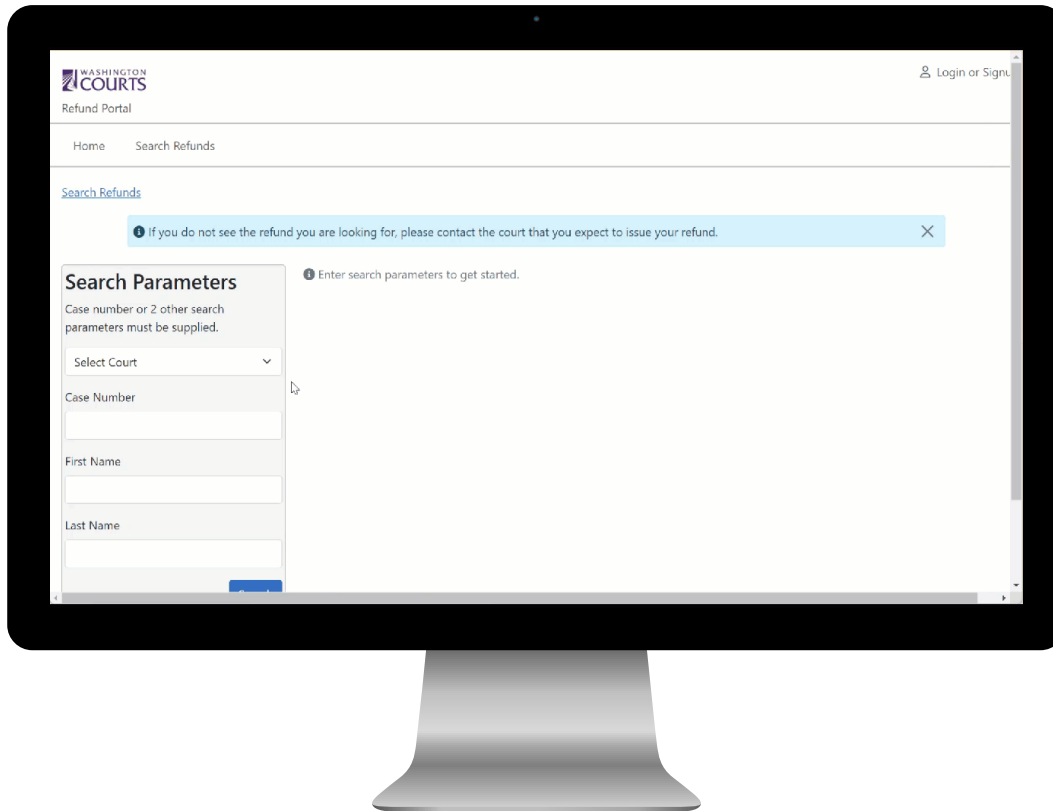 WASHINGTON
COURTS
Login or Signu
Refund Portal
Home Search Refunds
Search Refunds
If you do not see the refund you are looking for, please contact the court that you expect to issue your refund.
Search Parameters
Enter search parameters to get started.
Case number or 2 other search
parameters must be supplied.
Select Court
Case Number
First Name
Last Name